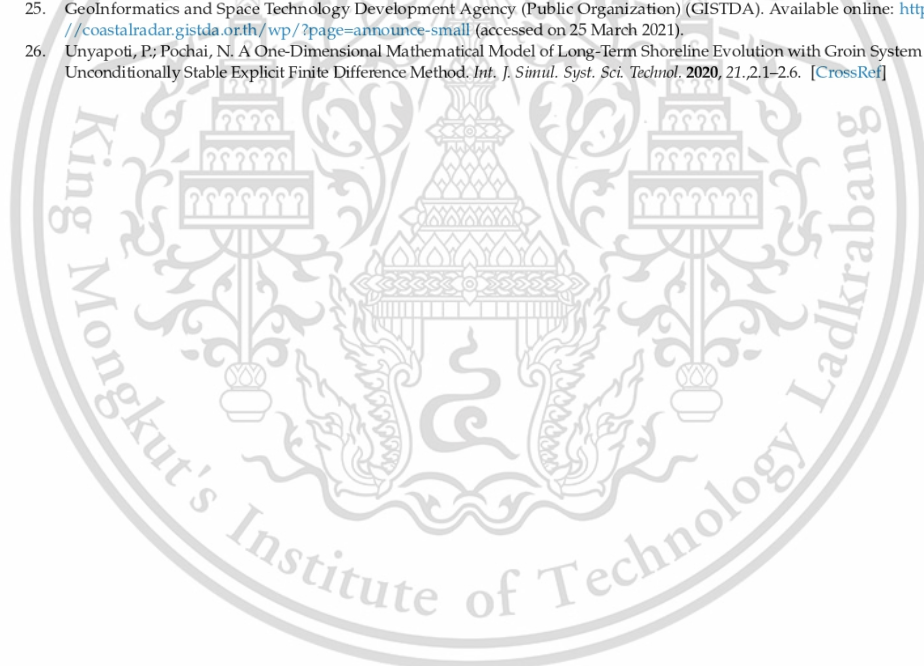 25. GeoInformatics and Space Technology Development Agency (Public Organization) (GISTDA). Available online: http
//coastalradar.gistda.or.th/wp/?page=announce-small (accessed on 25 March 2021).
26. Unyapoti, P.; Pochai, N. A One-Dimensional Mathematical Model of Long-Term Shoreline Evolution with Groin System
Unconditionally Stable Explicit Finite Difference Method. Int. J. Simul. Syst. Sci. Technol. 2020, 21.,2.1–2.6. [CrossRef]
King Mongkut's Institute of Technology Ladkrabang